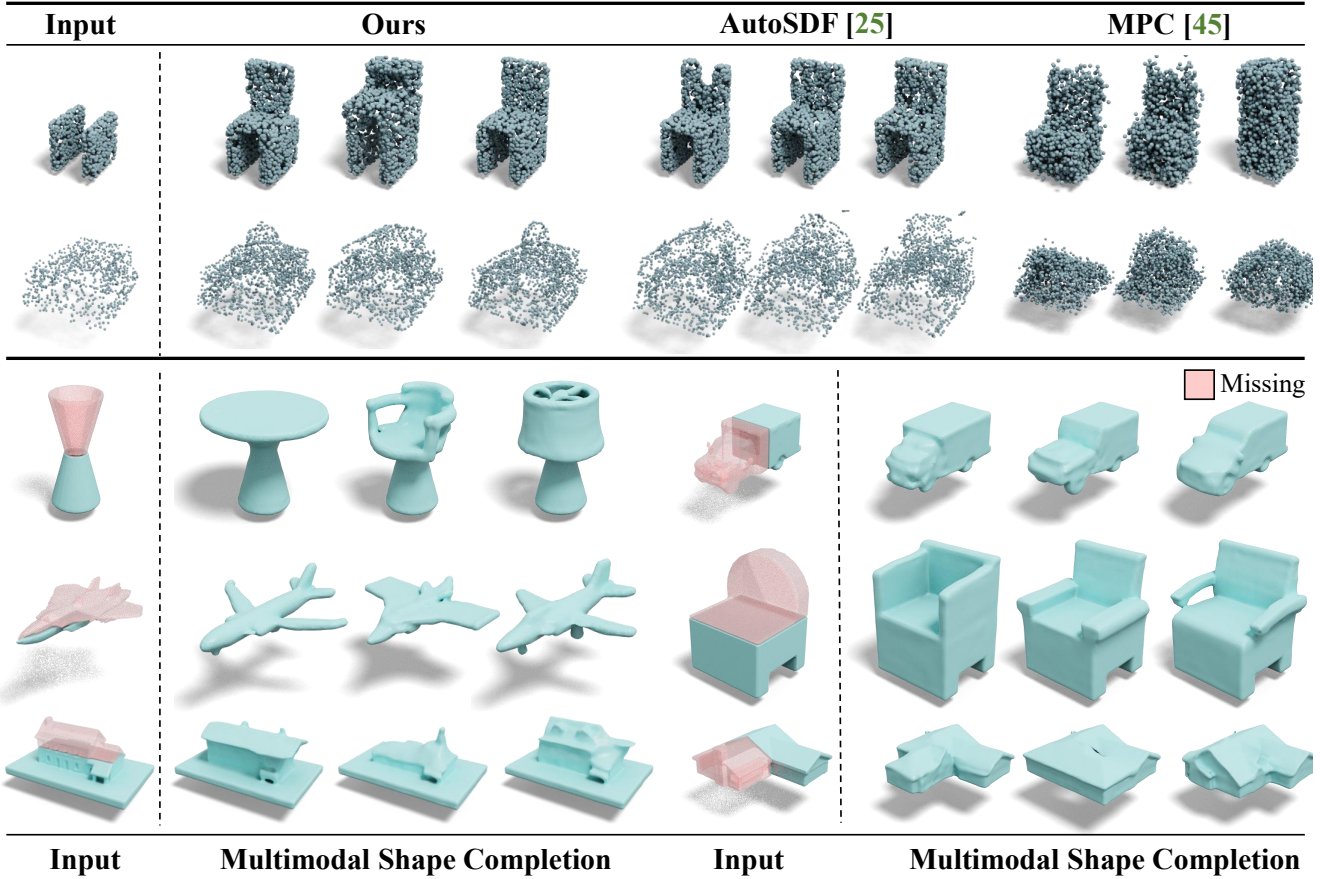 Input Ours AutoSDF [25] MPC [45]
Missing
Input Multimodal Shape Completion Input Multimodal Shape Completion